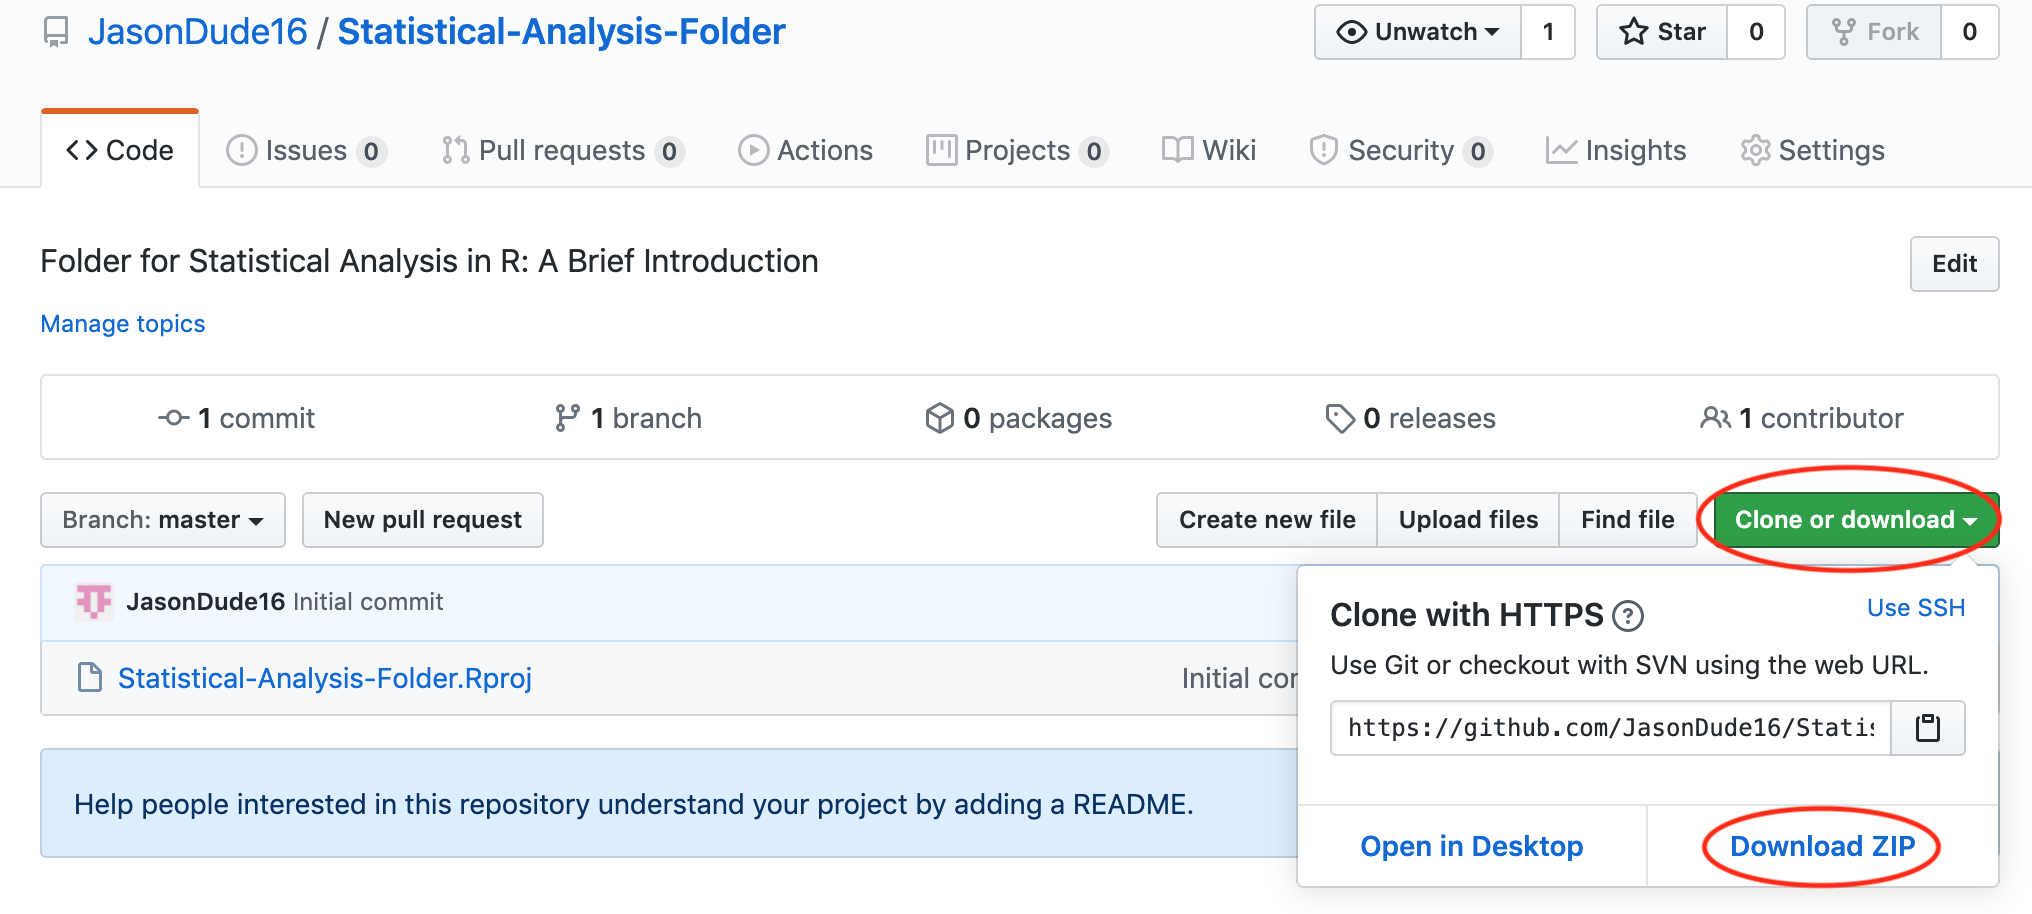 JasonDude16 / Statistical-Analysis-Folder
Unwatch 1 Star 0 Fork 0
Code Issues 0 Pull requests 0 Actions Projects 0 Wiki Security 0 Insights Settings
Folder for Statistical Analysis in R: A Brief Introduction
Edit
Manage topics
1 commit 1 branch 0 packages 0 releases 1 contributor
Branch: master New pull request Create new file Upload files Find file Clone or download
JasonDude16 Initial commit
Statistical-Analysis-Folder.Rproj Initial
Clone with HTTPS ? Use SSH
Use Git or checkout with SVN using the web URL.
https://github.com/JasonDude16/Statis
Help people interested in this repository understand your project by adding a README.
Open in Desktop Download ZIP